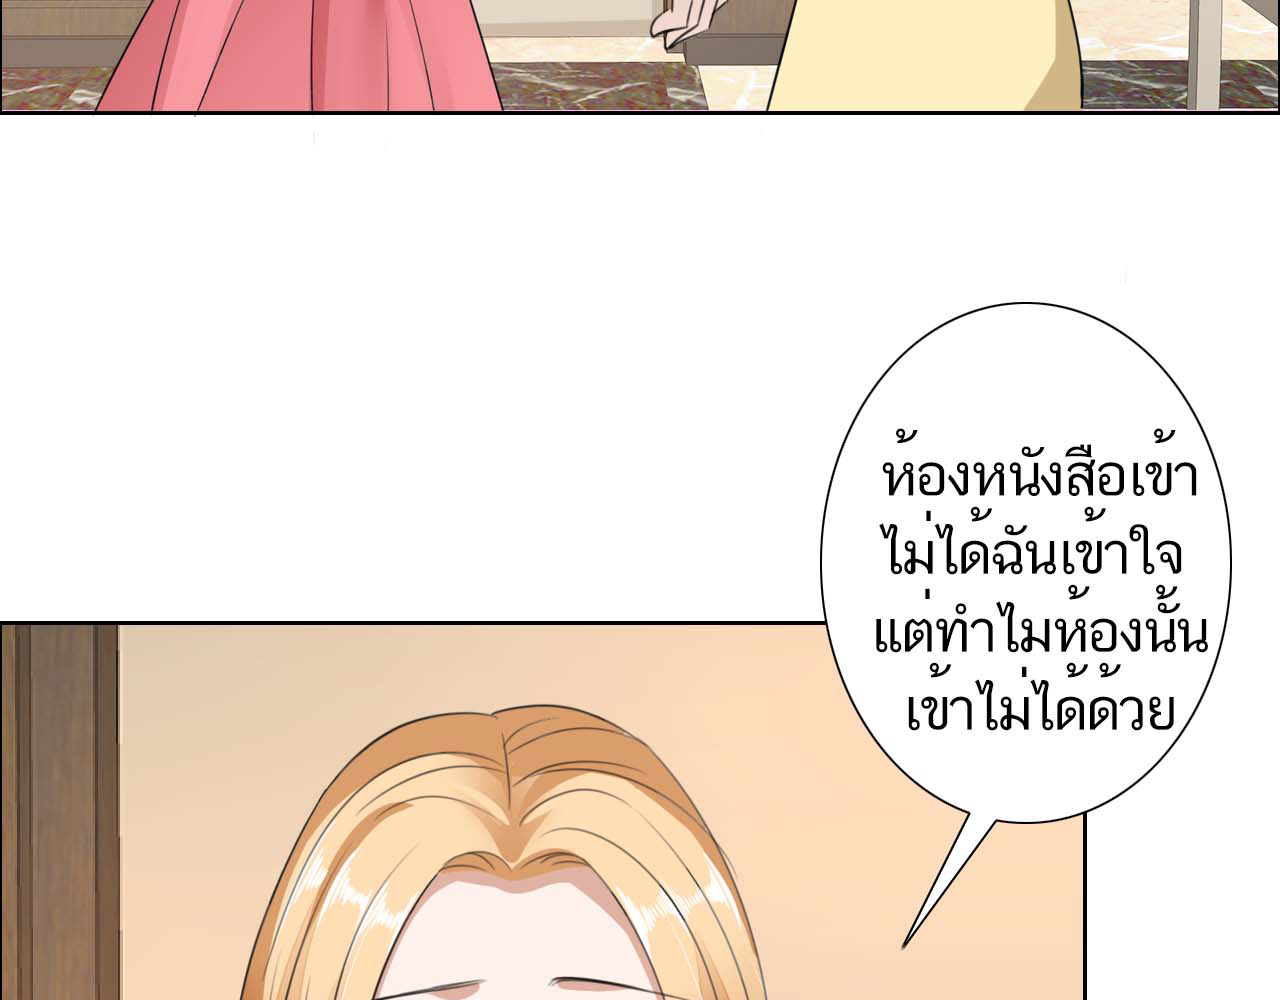 ห้องหนังสือเข้า
ไม่ได้ฉันเข้าใจ
แต่ทำไมห้องนั้น
เข้าไม่ได้ด้วย